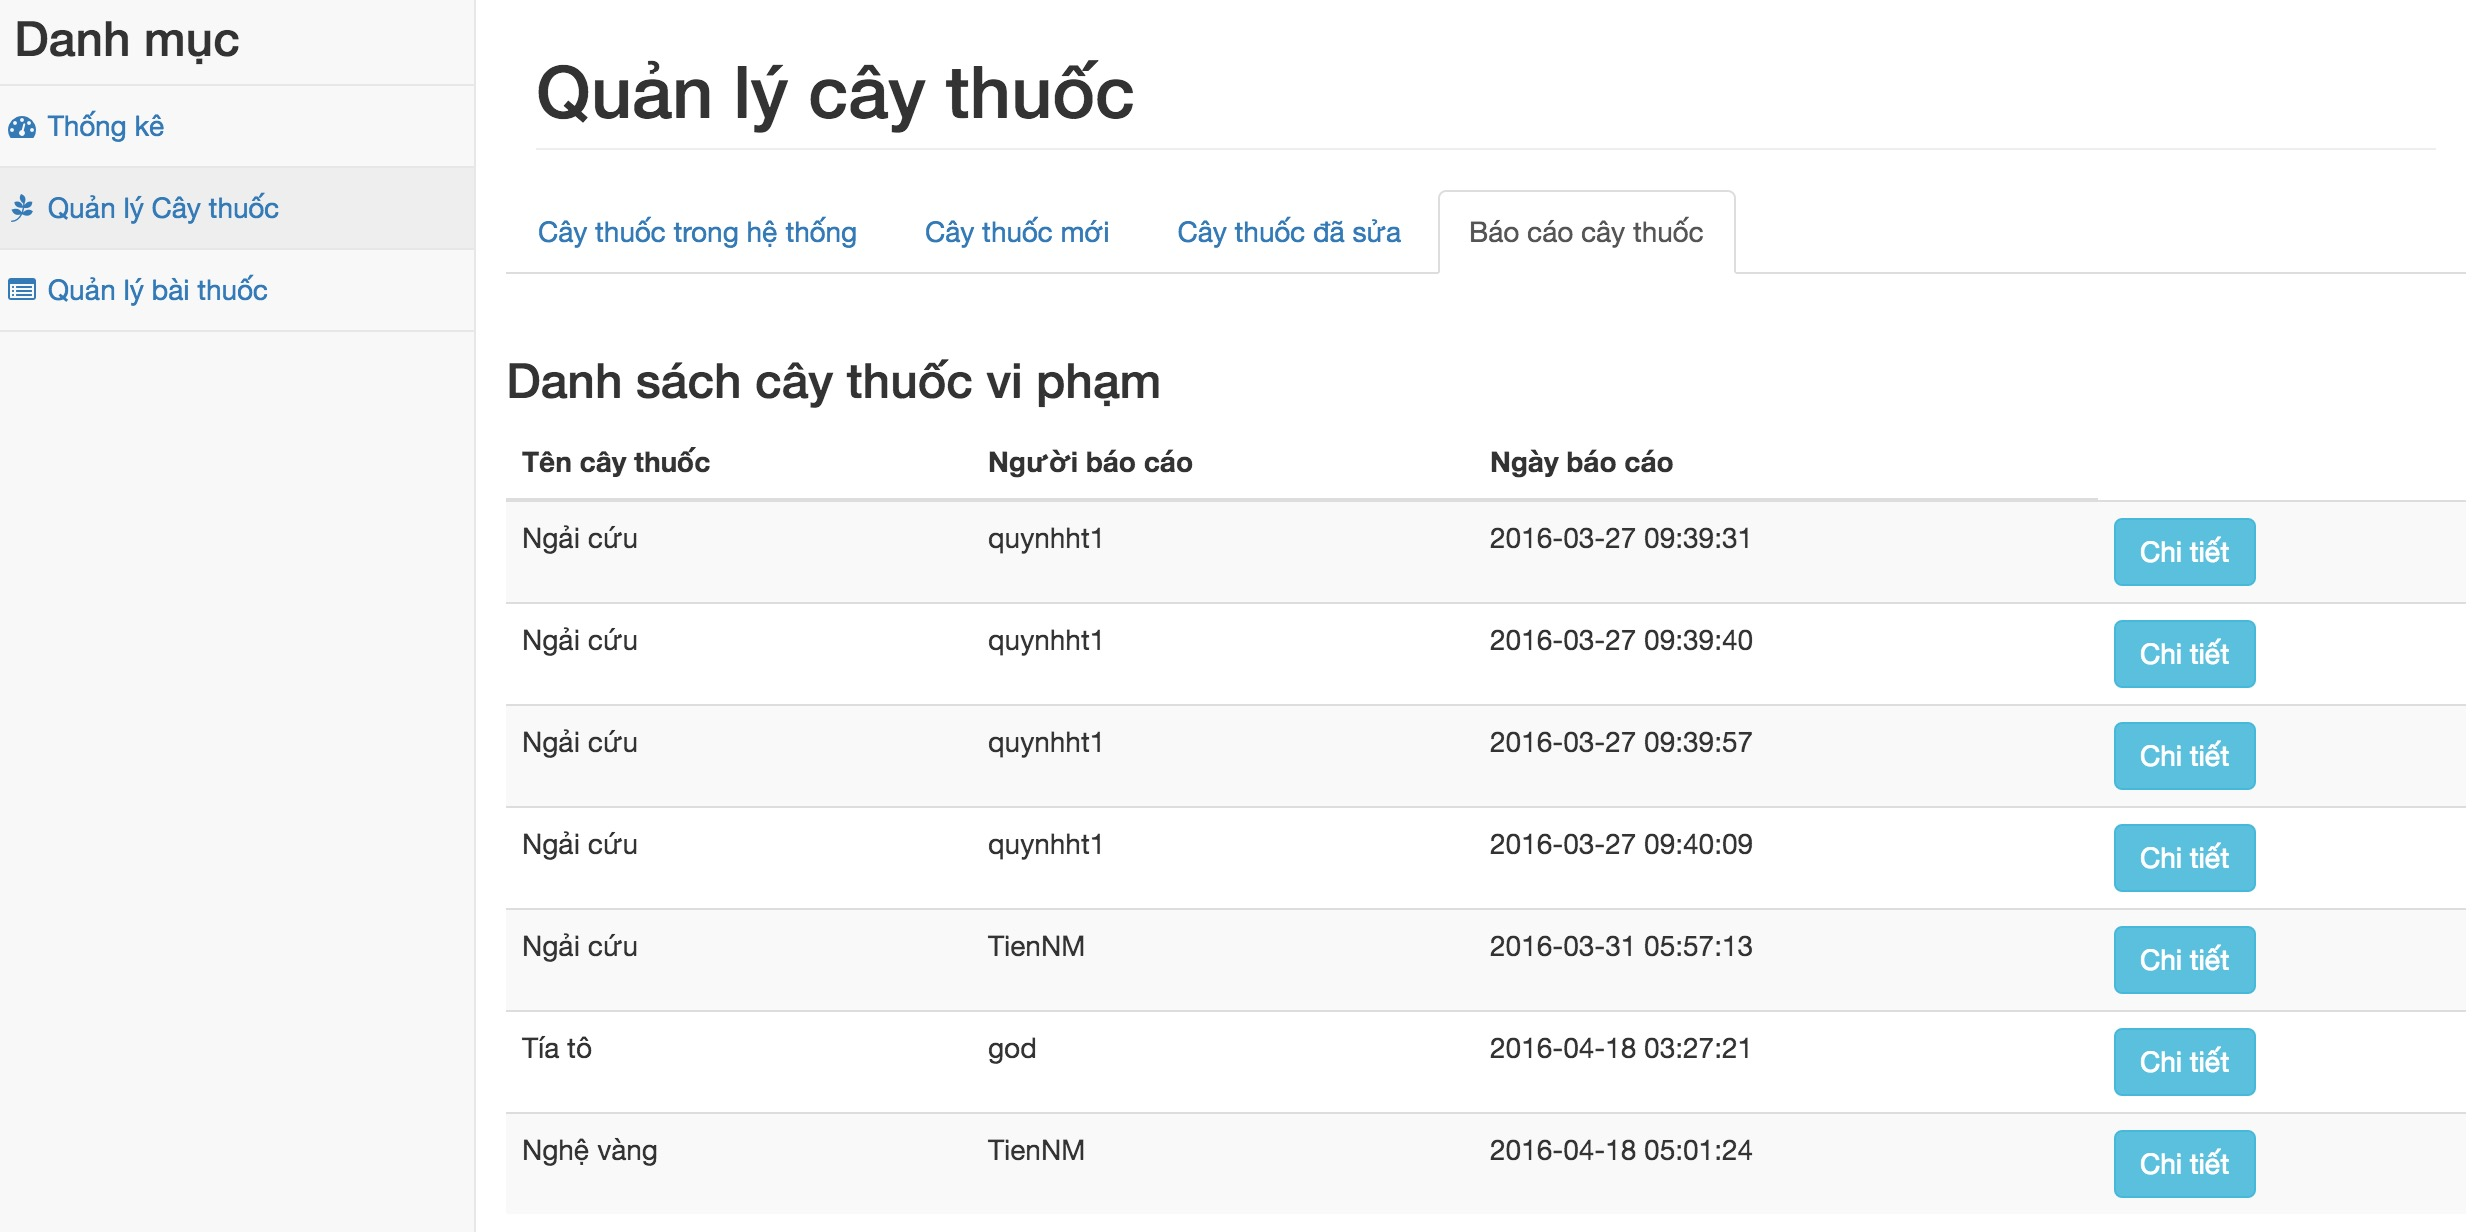 Danh mục
Thống kê
Quản lý Cây thuốc
Quản lý bài thuốc
Quản lý cây thuốc
Cây thuốc trong hệ thống Cây thuốc mới Cây thuốc đã sửa Báo cáo cây thuốc
Danh sách cây thuốc vi phạm
Tên cây thuốc Người báo cáo Ngày báo cáo
Ngải cứu quynhht1 2016-03-27 09:39:31 Chi tiết
Ngải cứu quynhht1 2016-03-27 09:39:40 Chi tiết
Ngải cứu quynhht1 2016-03-27 09:39:57 Chi tiết
Ngải cứu quynhht1 2016-03-27 09:40:09 Chi tiết
Ngải cứu TienNM 2016-03-31 05:57:13 Chi tiết
Tía tô god 2016-04-18 03:27:21 Chi tiết
Nghệ vàng TienNM 2016-04-18 05:01:24 Chi tiết